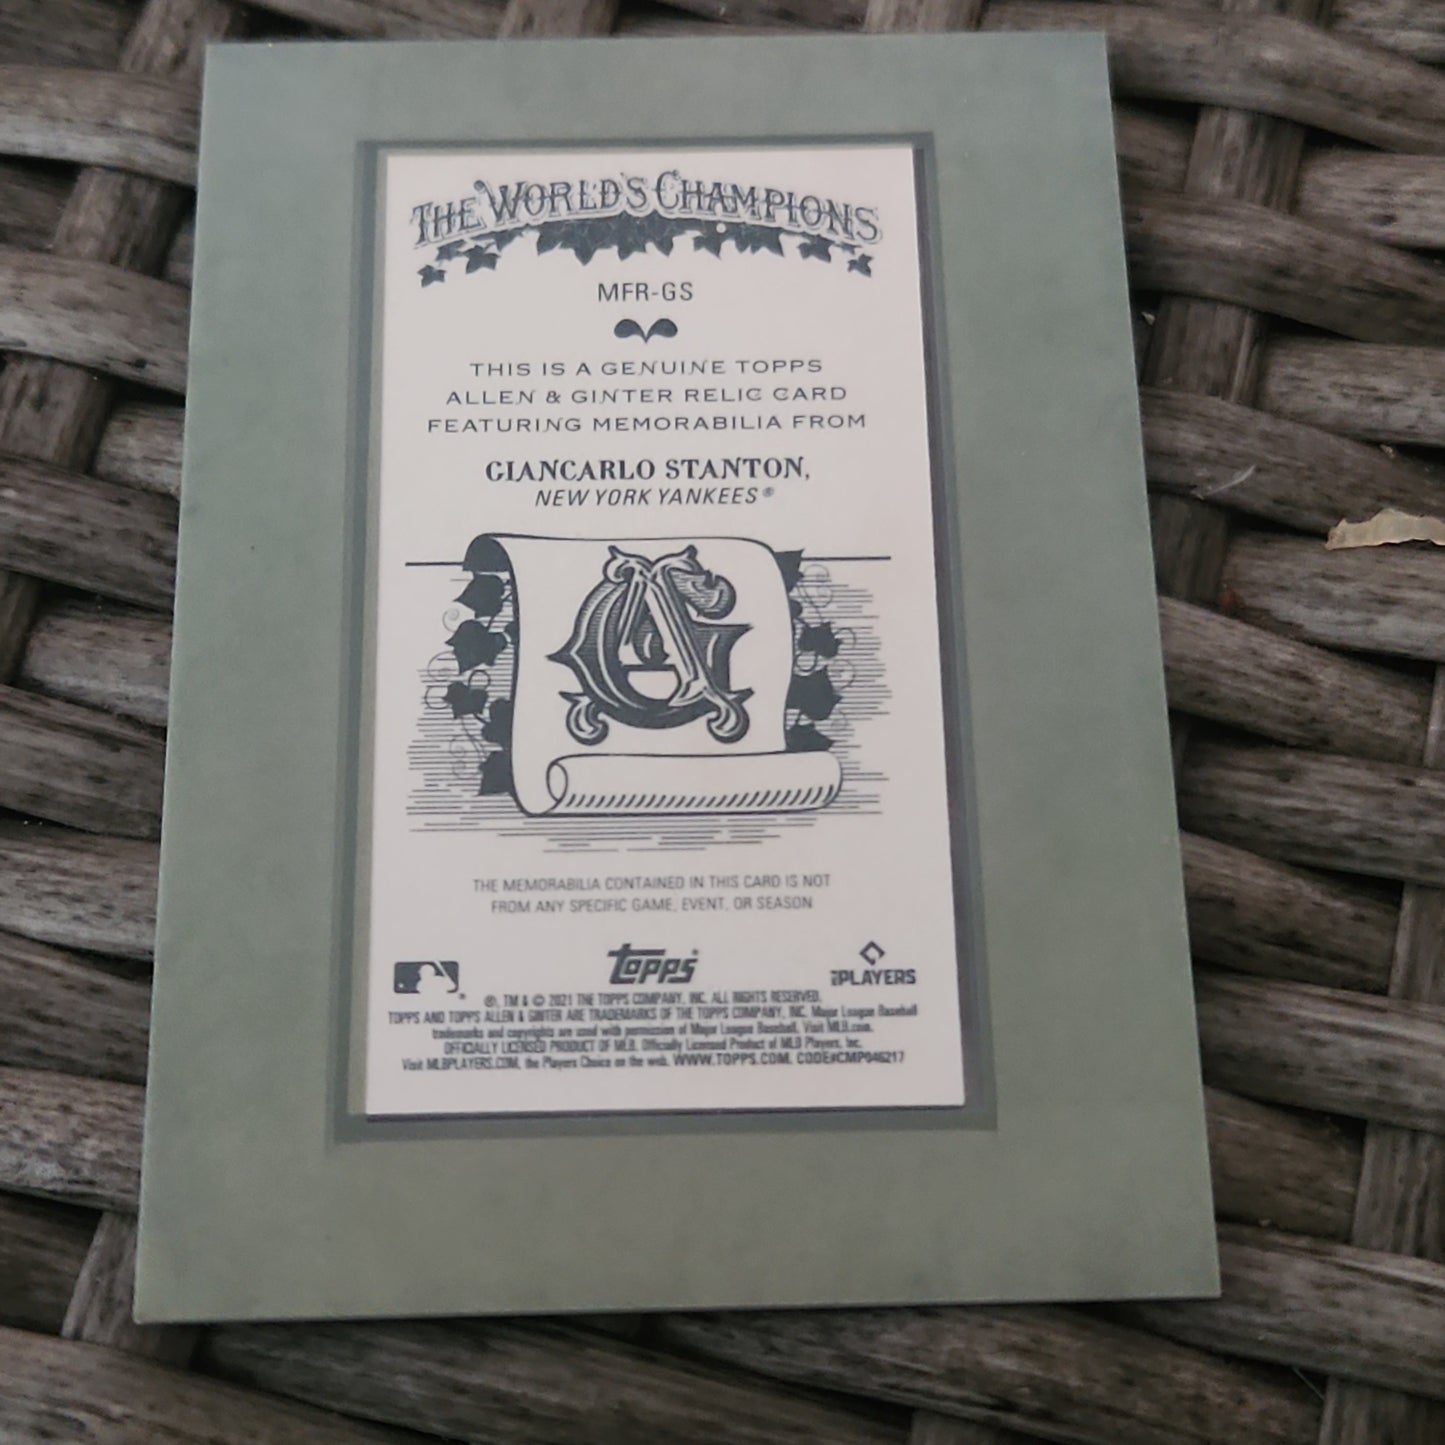 THE WORLD'S CHAMPIONS
MFR-GS
THIS IS A GENUINE TOPPS
ALLEN & GINTER RELIC CARD
FEATURING MEMORABILIA FROM
GIANCARLO STANTON,
NEW YORK YANKEES®
AG
THE MEMORABILIA CONTAINED IN THIS CARD IS NOT
FROM ANY SPECIFIC GAME, EVENT, OR SEASON
topps®
MLB PLAYERS
®, TM & © 2021 THE TOPPS COMPANY, INC. ALL RIGHTS RESERVED.
TOPPS AND TOPPS ALLEN & GINTER ARE TRADEMARKS OF THE TOPPS COMPANY, INC. Major League Baseball
trademarks and copyrights are used with permission of Major League Baseball. Visit MLB.com.
OFFICIALLY LICENSED PRODUCT OF MLB. Officially Licensed Product of MLB Players, Inc.
Visit MLBPLAYERS.COM, the Players Choice on the web. WWW.TOPPS.COM. CODE#CMP046217